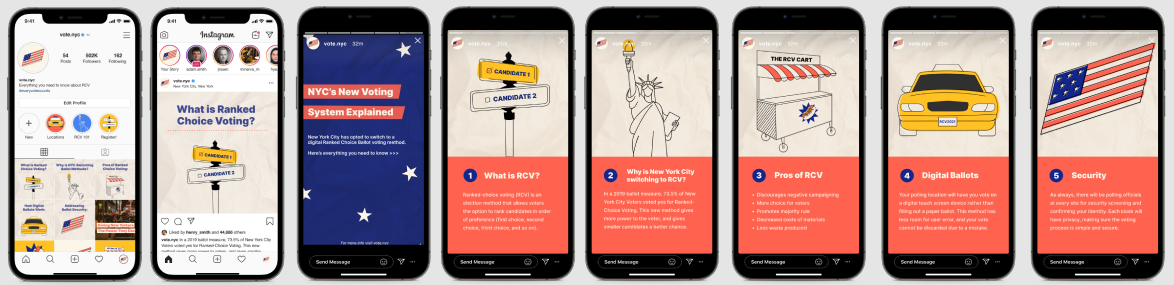 9:41
vote.nyc
54
502K
162
Posts
Followers
Following
vote.nyc
Everything you need to know about RCV
Edit Profile
New
Locations
RCV 101
Register
What is Ranked
Choice Voting?
Why is NYC Switching
Ballot Methods?
Pros of Ranked
How Digital
Ballots Work
Addressing
Ballot Security
9:41
Instagram
Your Story
adam.smith
vote.nyc
New York City, New York
What is Ranked
Choice Voting?
CANDIDATE 1
CANDIDATE 2
Liked by henry_smith and 44,686 others
vote.nyc In a 2019 ballot measure, 73.5% of New
York City Voters voted yes for Ranked-Choice Voting. This new
vote.nyc 32m
NYC's New Voting
System Explained
New York City has opted to switch to a
digital Ranked Choice Ballot voting method.
Here's everything you need to know >>>
For more info visit vote.nyc
Send Message
vote.nyc 32m
CANDIDATE 1
CANDIDATE 2
1 What is RCV?
Ranked-choice voting (RCV) is an
election method that allows voters
the option to rank candidates in order
of preference (first choice, second
choice, third choice, and so on).
Send Message
vote.nyc 32m
2 Why is New York City
switching to RCV?
In a 2019 ballot measure, 73.5% of New
York City Voters voted yes for Ranked-
Choice Voting. This new method gives
more power to the voter, and gives
smaller candidates a better chance.
Send Message
vote.nyc 32m
THE RCV CART
3 Pros of RCV
• Discourages negative campaigning
• More choice for voters
• Promotes majority rule
• Decreased costs of materials
• Less waste produced
Send Message
vote.nyc 32m
RCV2021
4 Digital Ballots
Your polling location will have you vote on
a digital touch screen device rather than
filling out a paper ballot. This method has
less room for user error, and your vote
cannot be discarded due to a mistake.
Send Message
vote.nyc 32m
5 Security
As always, there will be polling officials
at every site for security screening and
confirming your identity. Each stall will
have privacy, making sure the voting
process is simple and secure.
Send Message